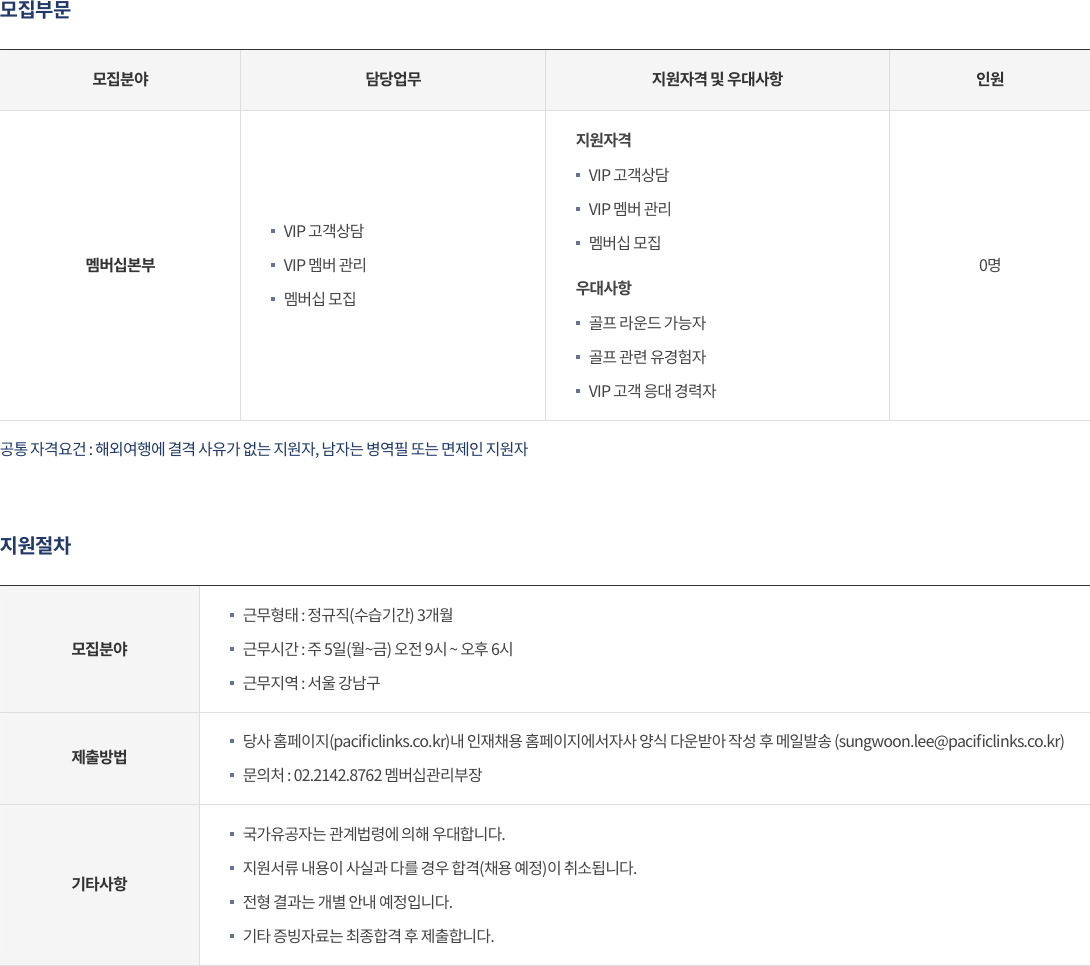 모집부문
모집분야 담당업무 지원자격 및 우대사항 인원
멤버십본부
VIP 고객상담
VIP 멤버 관리
멤버십 모집
지원자격
VIP 고객상담
VIP 멤버 관리
멤버십 모집
우대사항
골프 라운드 가능자
골프 관련 유경험자
VIP 고객 응대 경력자
0명
공통 자격요건 : 해외여행에 결격 사유가 없는 지원자, 남자는 병역필 또는 면제인 지원자
지원절차
모집분야
근무형태 : 정규직(수습기간) 3개월
근무시간 : 주 5일(월~금) 오전 9시 ~ 오후 6시
근무지역 : 서울 강남구
제출방법
당사 홈페이지(pacificlinks.co.kr)내 인재채용 홈페이지에서자사 양식 다운받아 작성 후 메일발송 (sungwoon.lee@pacificlinks.co.kr)
문의처 : 02.2142.8762 멤버십관리부장
기타사항
국가유공자는 관계법령에 의해 우대합니다.
지원서류 내용이 사실과 다를 경우 합격(채용 예정)이 취소됩니다.
전형 결과는 개별 안내 예정입니다.
기타 증빙자료는 최종합격 후 제출합니다.